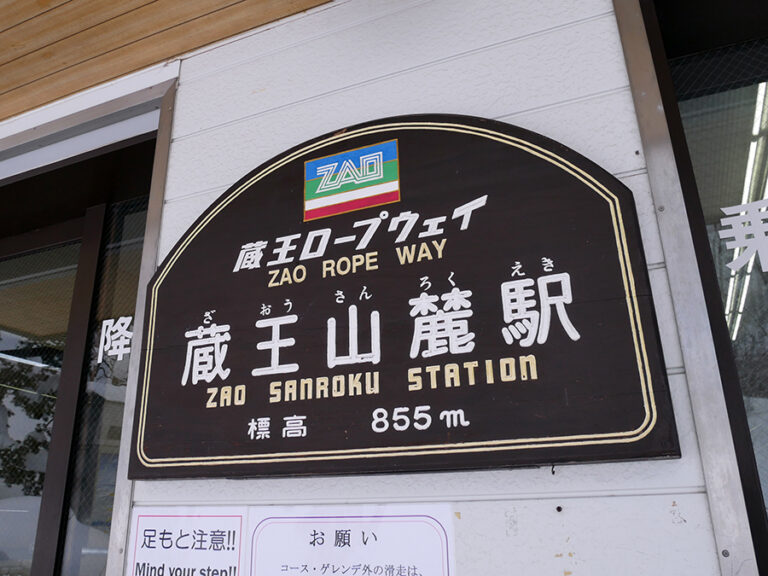 ZAO
蔵王ロープウェイ
ZAO ROPE WAY
ざ おう さん ろく えき
蔵王山麓駅
ZAO SANROKU STATION
標高 855m
降
乗
足もと注意!!
Mind your step!!
お願い
コース・ゲレンデ外の滑走は、